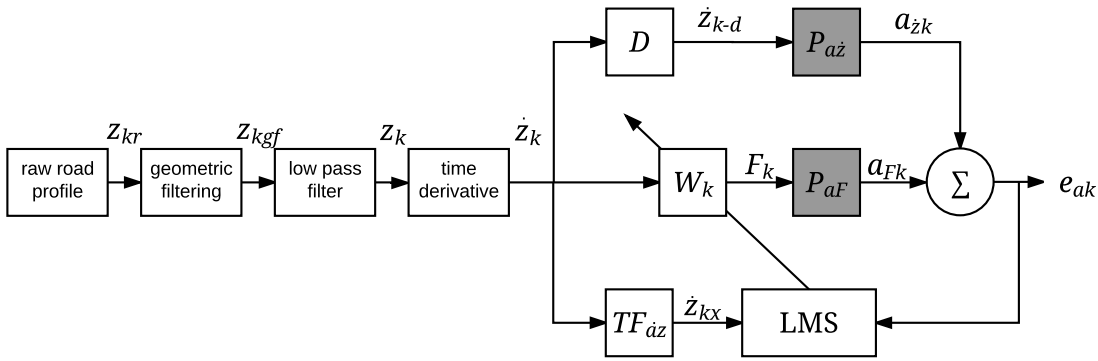 ż_{k-d}
a_{żk}
D
P_{aż}
z_{kr}
z_{kgf}
z_k
ż_k
raw road
profile
geometric
filtering
low pass
filter
time
derivative
W_k
F_k
P_{aF}
a_{Fk}
∑
e_{ak}
TF_{ȧz}
ż_{kx}
LMS